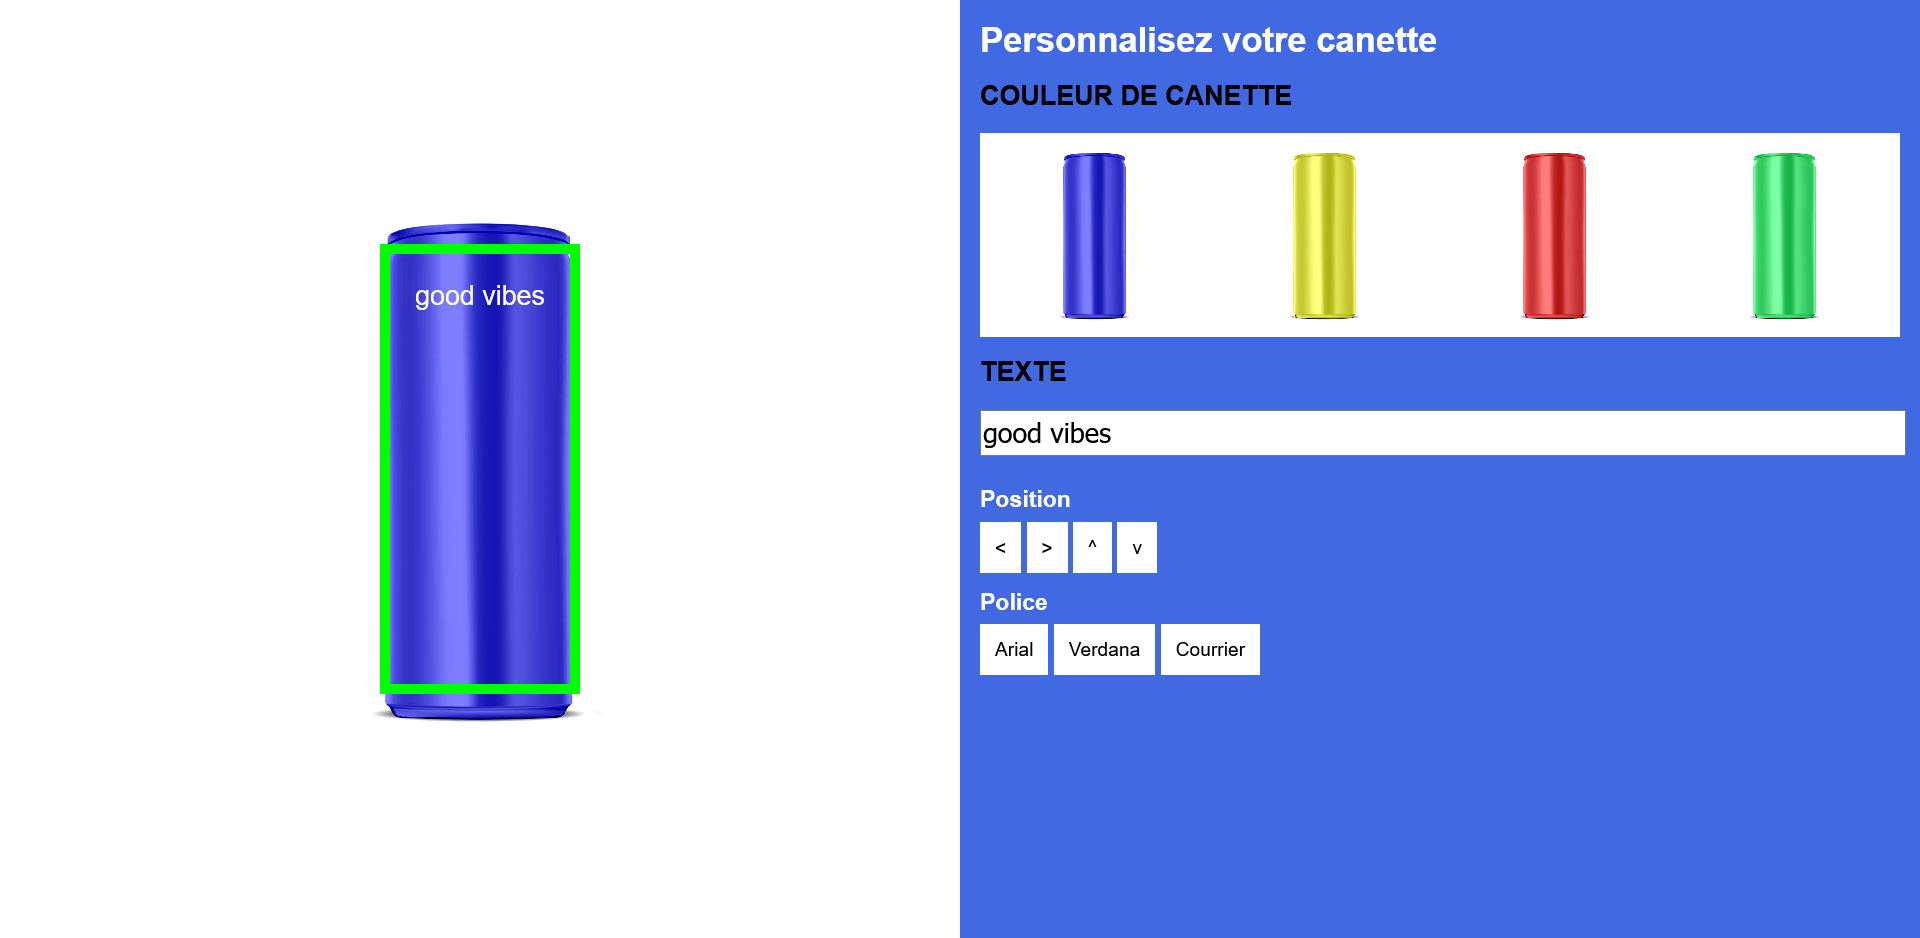 good vibes
Personnalisez votre canette
COULEUR DE CANETTE
TEXTE
good vibes
Position
< > ^ v
Police
Arial Verdana Courrier